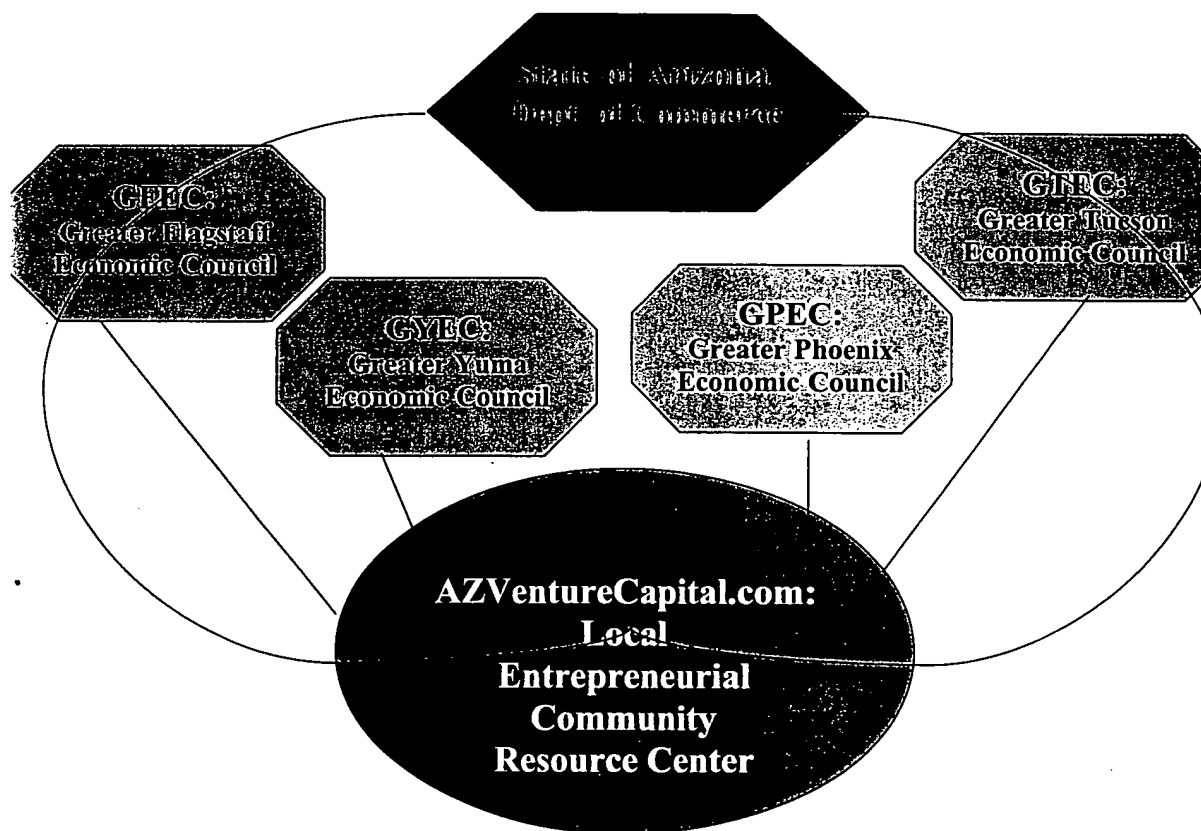 State of Arizona
Dept of Commerce
GFEC:
Greater Flagstaff
Economic Council
GTEC:
Greater Tucson
Economic Council
GYEC:
Greater Yuma
Economic Council
GPEC:
Greater Phoenix
Economic Council
AZVentureCapital.com:
Local
Entrepreneurial
Community
Resource Center